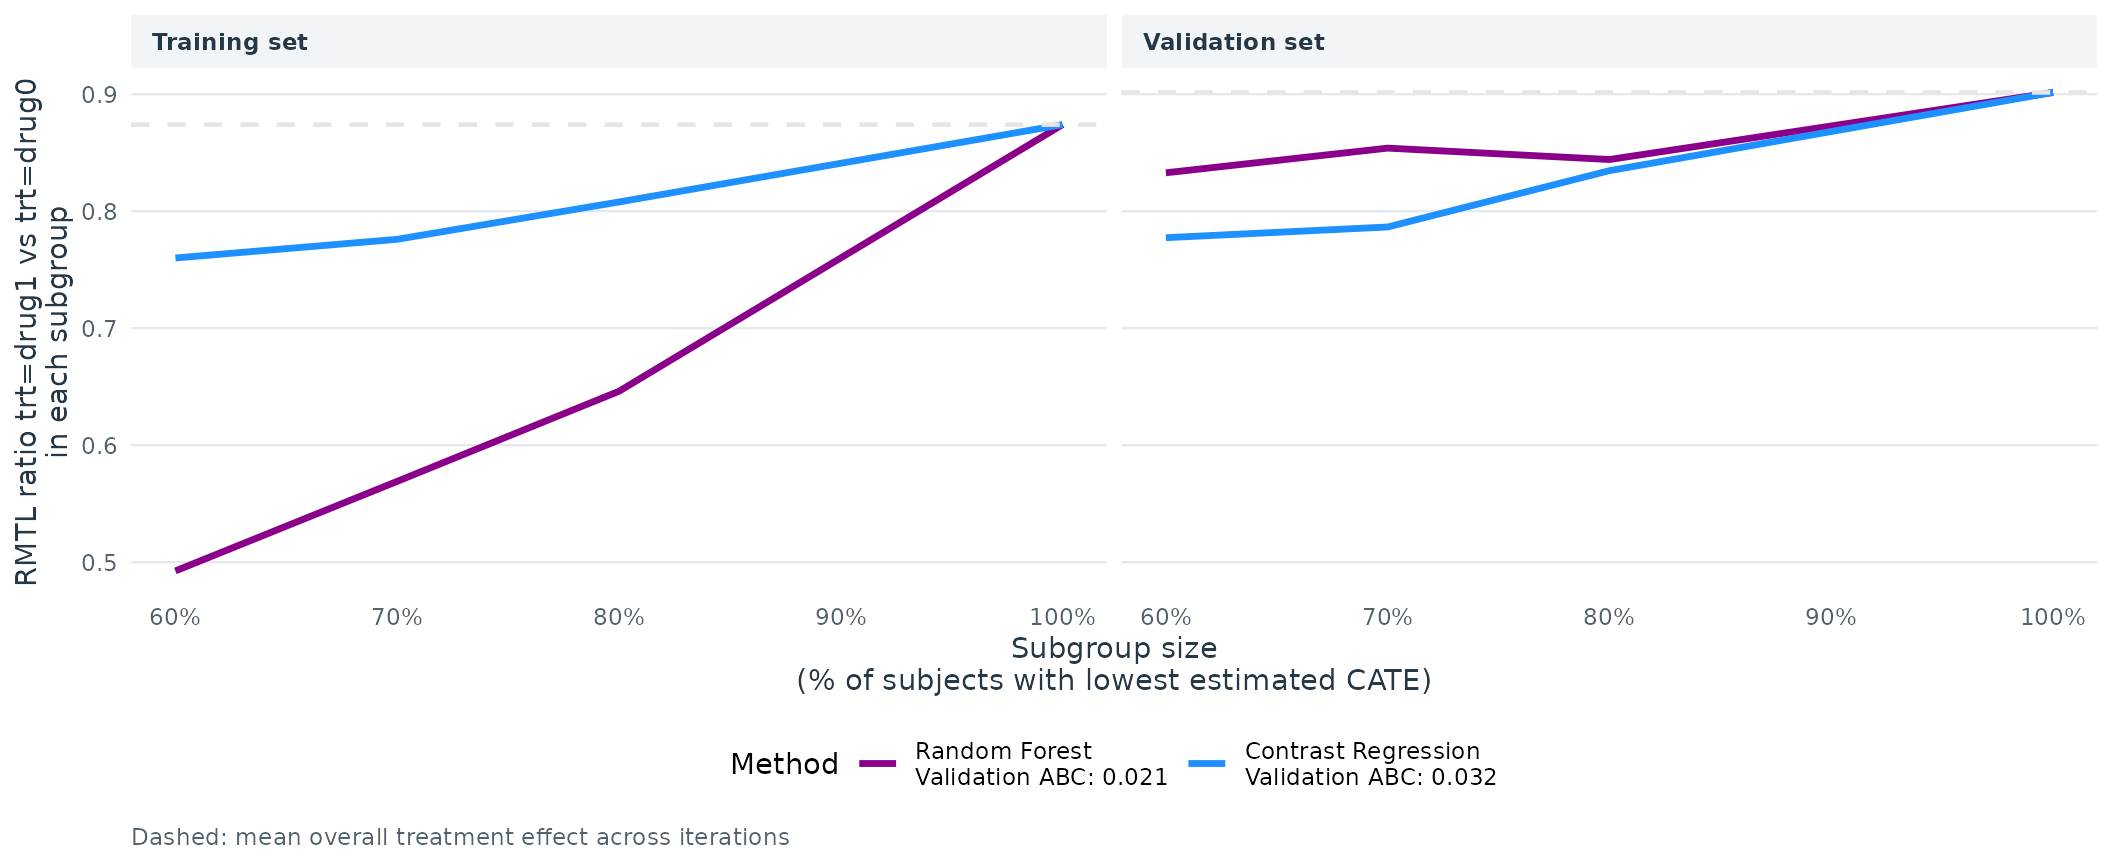 Training set
Validation set
RMTL ratio trt=drug1 vs trt=drug0
in each subgroup
0.9
0.8
0.7
0.6
0.5
60% 70% 80% 90% 100% 60% 70% 80% 90% 100%
Subgroup size
(% of subjects with lowest estimated CATE)
Method
Random Forest
Validation ABC: 0.021
Contrast Regression
Validation ABC: 0.032
Dashed: mean overall treatment effect across iterations